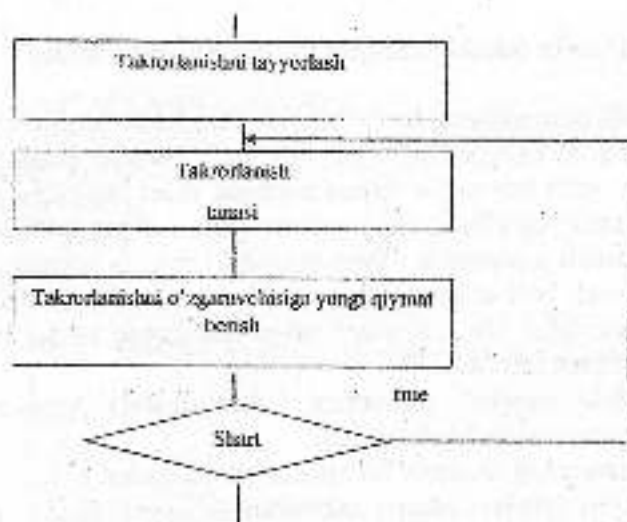 Takrorlanishni tayyorlash
Takrorlanish
tanasi
Takrorlanishni o'zgaruvchisiga yangi qiymat
berish
true
Shart